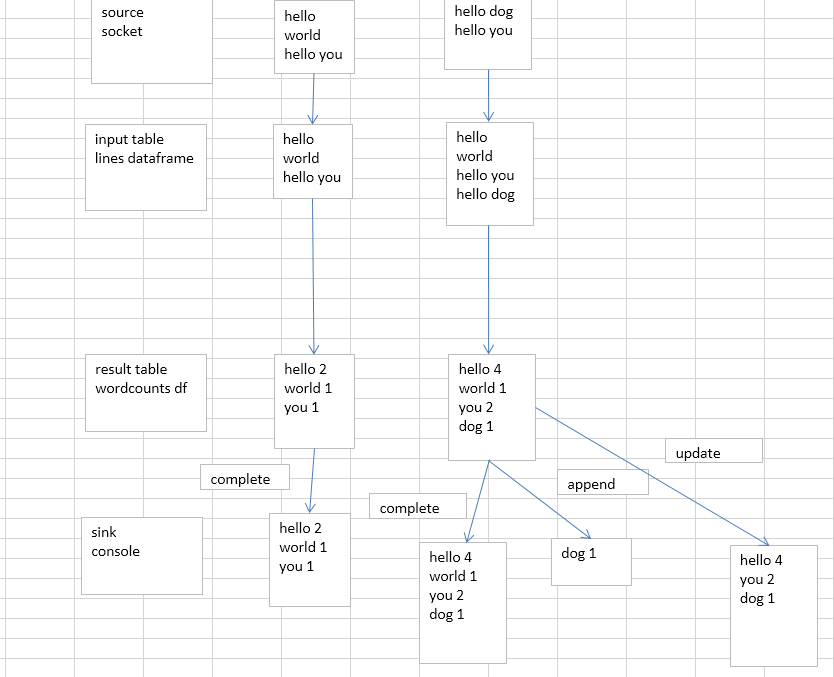 source
socket
hello
world
hello you
hello dog
hello you
input table
lines dataframe
hello
world
hello you
hello
world
hello you
hello dog
result table
wordcounts df
hello 2
world 1
you 1
hello 4
world 1
you 2
dog 1
complete
complete
append
update
sink
console
hello 2
world 1
you 1
hello 4
world 1
you 2
dog 1
dog 1
hello 4
you 2
dog 1